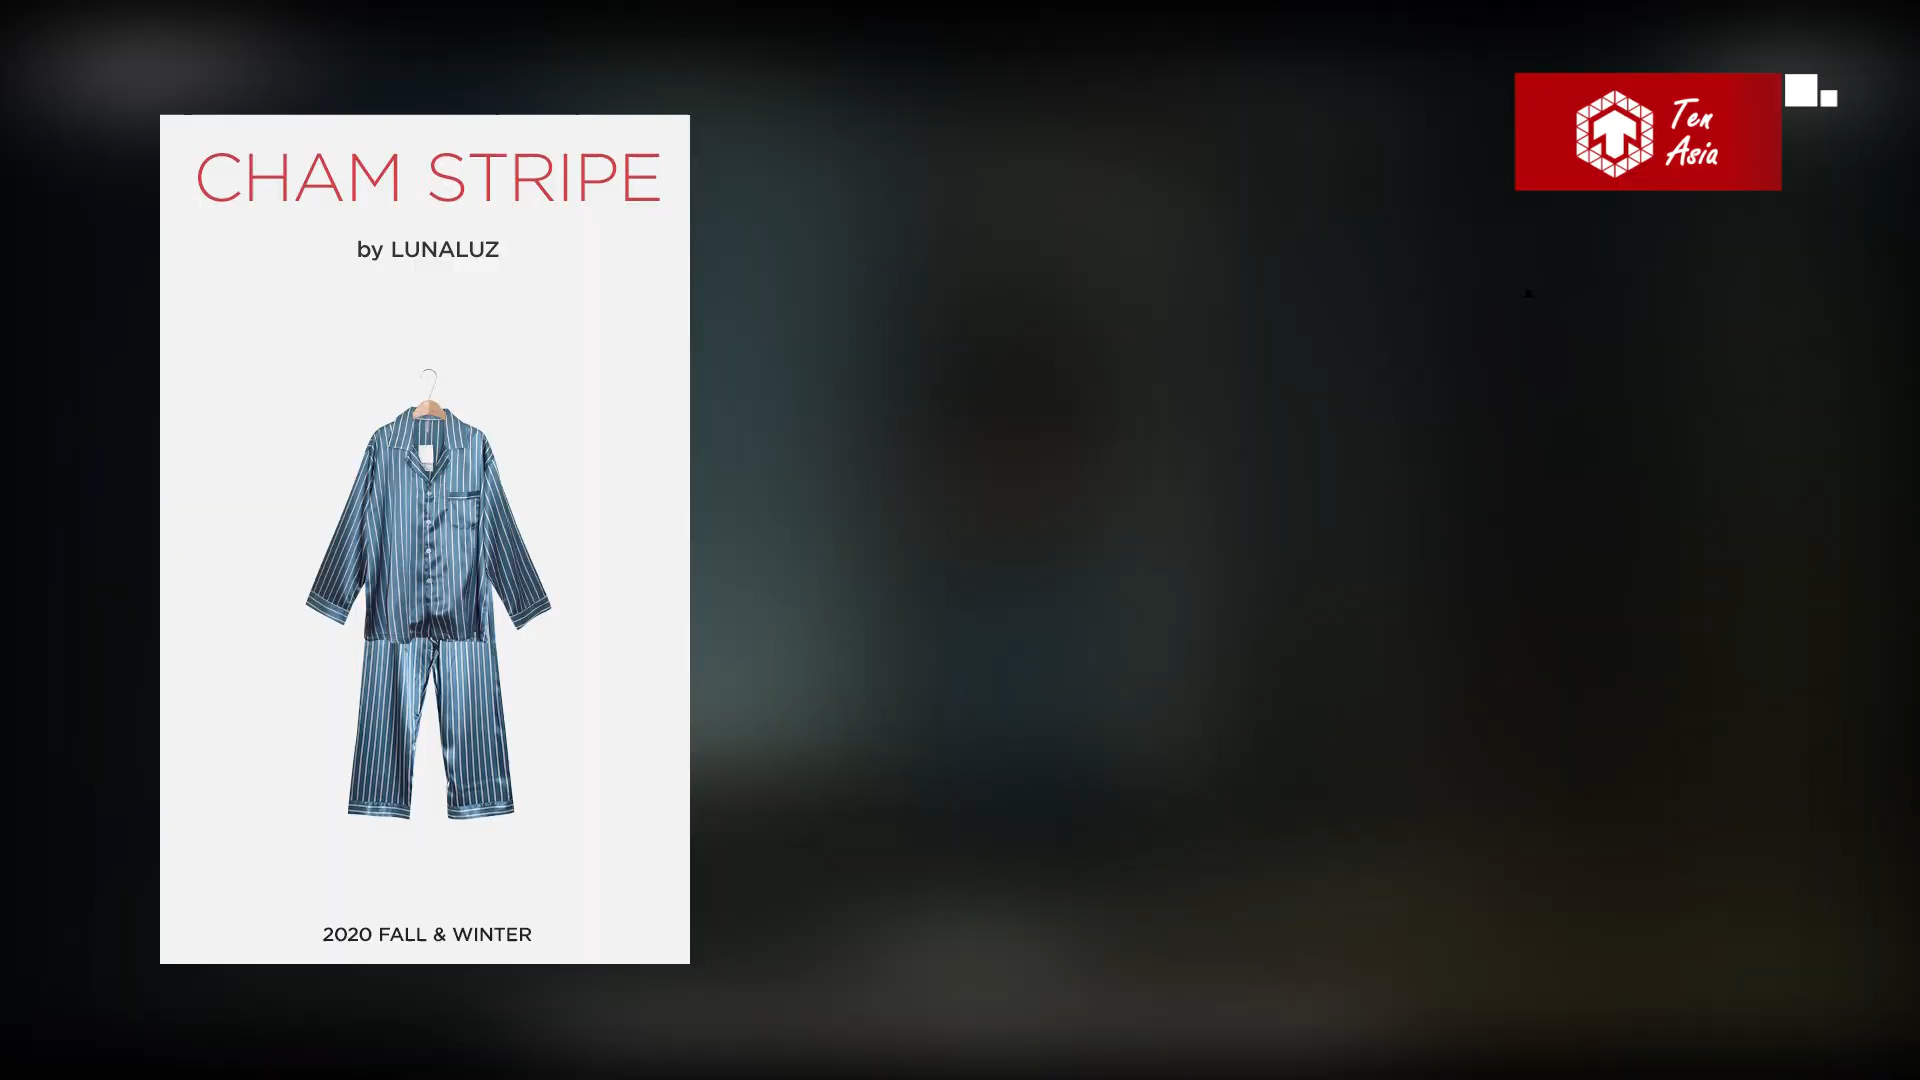 CHAM STRIPE
by LUNALUZ
2020 FALL & WINTER
Ten
Asia